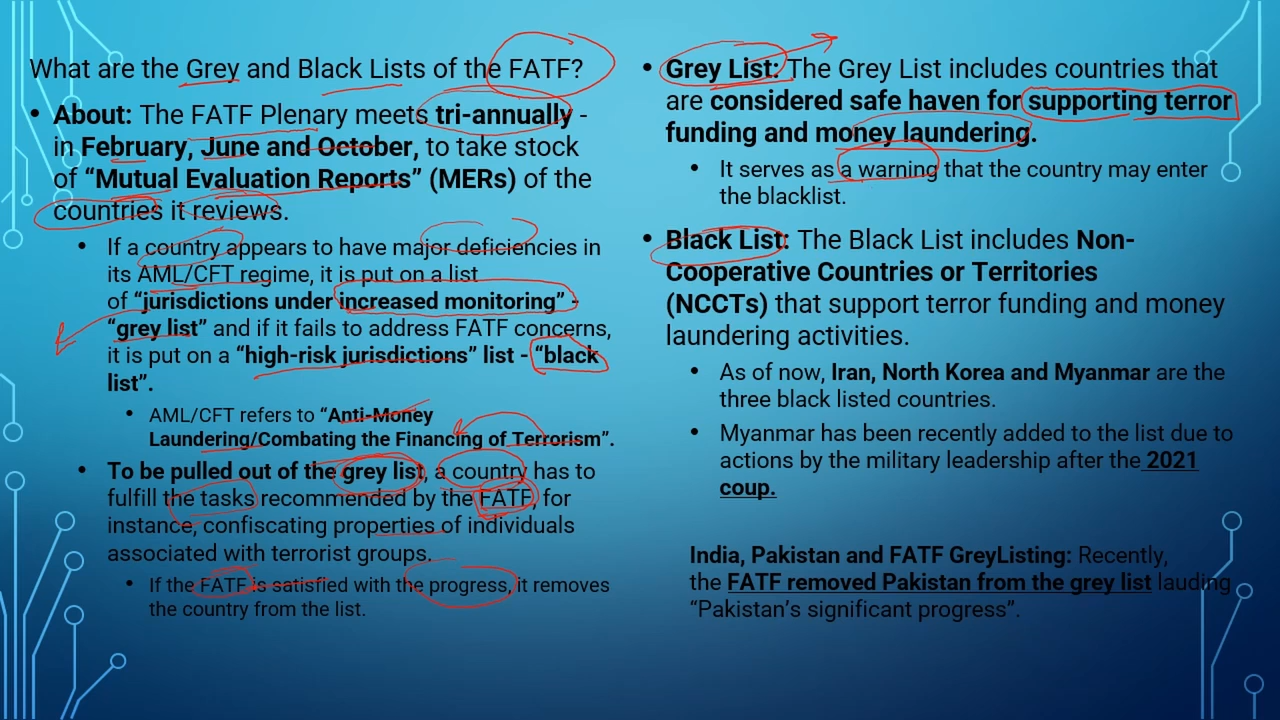 What are the Grey and Black Lists of the FATF?
• About: The FATF Plenary meets tri-annually -
in February, June and October, to take stock
of “Mutual Evaluation Reports” (MERs) of the
countries it reviews.
• If a country appears to have major deficiencies in
its AML/CFT regime, it is put on a list
of “jurisdictions under increased monitoring” -
“grey list” and if it fails to address FATF concerns,
it is put on a “high-risk jurisdictions” list - “black
list”.
• AML/CFT refers to “Anti-Money
Laundering/Combating the Financing of Terrorism”.
• To be pulled out of the grey list, a country has to
fulfill the tasks recommended by the FATF, for
instance, confiscating properties of individuals
associated with terrorist groups.
• If the FATF is satisfied with the progress, it removes
the country from the list.
• Grey List: The Grey List includes countries that
are considered safe haven for supporting terror
funding and money laundering.
• It serves as a warning that the country may enter
the blacklist.
• Black List: The Black List includes Non-
Cooperative Countries or Territories
(NCCTs) that support terror funding and money
laundering activities.
• As of now, Iran, North Korea and Myanmar are the
three black listed countries.
• Myanmar has been recently added to the list due to
actions by the military leadership after the 2021
coup.
India, Pakistan and FATF GreyListing: Recently,
the FATF removed Pakistan from the grey list lauding
“Pakistan’s significant progress”.